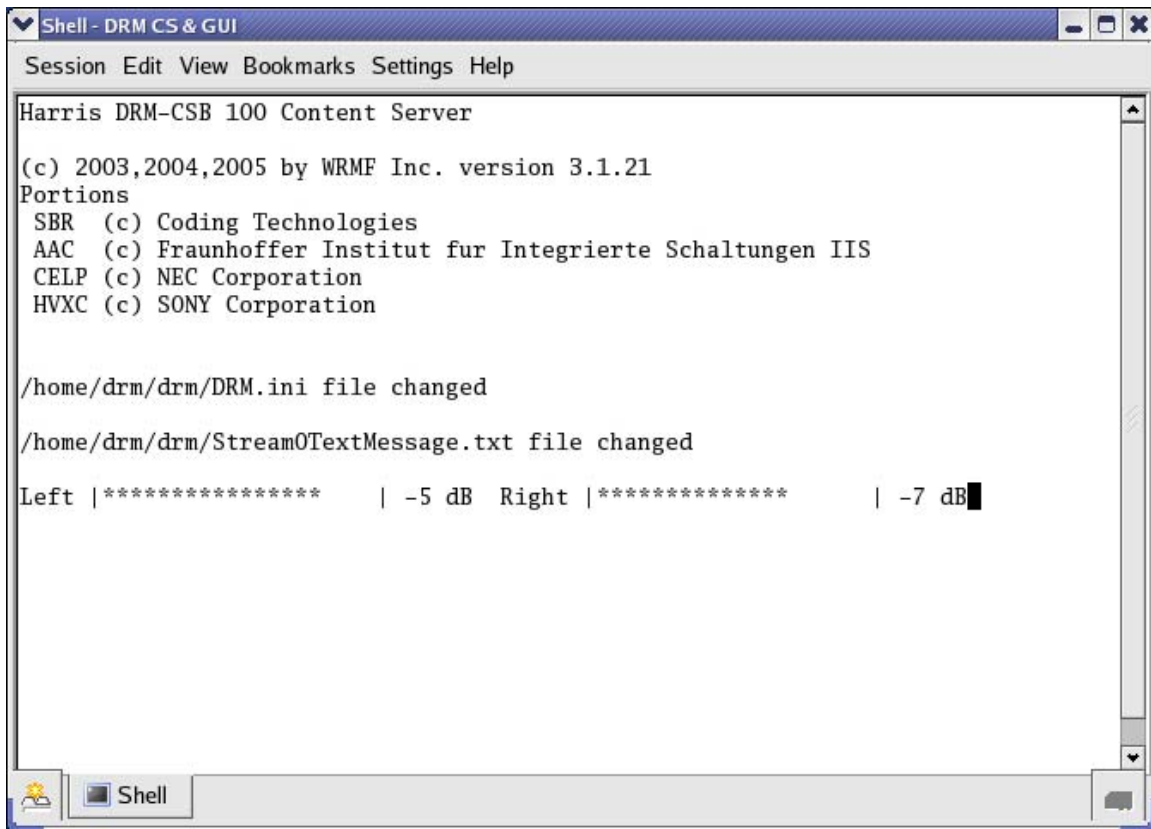 Shell - DRM CS & GUI
Session Edit View Bookmarks Settings Help
Harris DRM-CSB 100 Content Server
(c) 2003,2004,2005 by WRMF Inc. version 3.1.21
Portions
SBR (c) Coding Technologies
AAC (c) Fraunhoffer Institut fur Integrierte Schaltungen IIS
CELP (c) NEC Corporation
HVXC (c) SONY Corporation
/home/drm/drm/DRM.ini file changed
/home/drm/drm/Stream0TextMessage.txt file changed
Left |**************** | -5 dB Right |************** | -7 dB
Shell